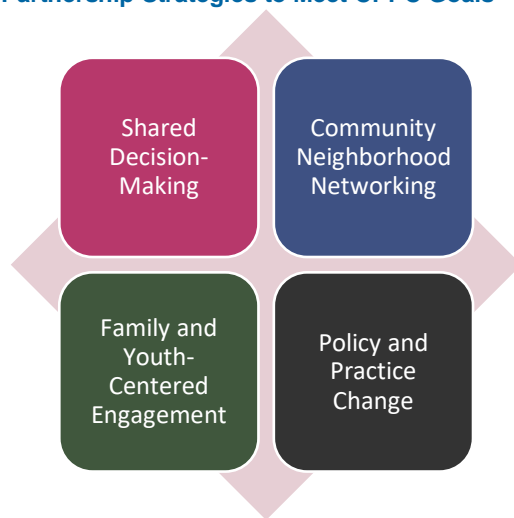 Partnership Strategies to Meet CPPC Goals
Shared
Decision-
Making
Community
Neighborhood
Networking
Family and
Youth-
Centered
Engagement
Policy and
Practice
Change